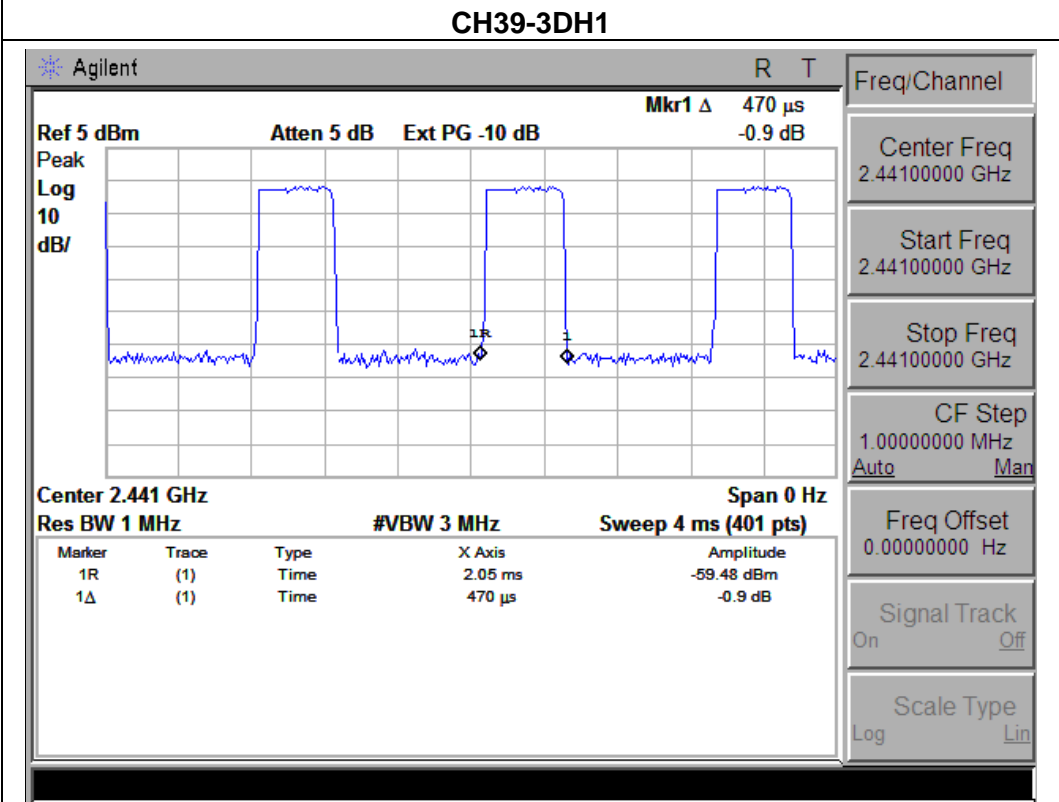 CH39-3DH1
Agilent R T
Mkr1 Δ 470 μs
Ref 5 dBm Atten 5 dB Ext PG -10 dB -0.9 dB
Peak
Log
10
dB/
1R
1
Center 2.441 GHz Span 0 Hz
Res BW 1 MHz #VBW 3 MHz Sweep 4 ms (401 pts)
Marker Trace Type X Axis Amplitude
1R (1) Time 2.05 ms -59.48 dBm
1Δ (1) Time 470 μs -0.9 dB
Freq/Channel
Center Freq
2.44100000 GHz
Start Freq
2.44100000 GHz
Stop Freq
2.44100000 GHz
CF Step
1.00000000 MHz
Auto Man
Freq Offset
0.00000000 Hz
Signal Track
On Off
Scale Type
Log Lin